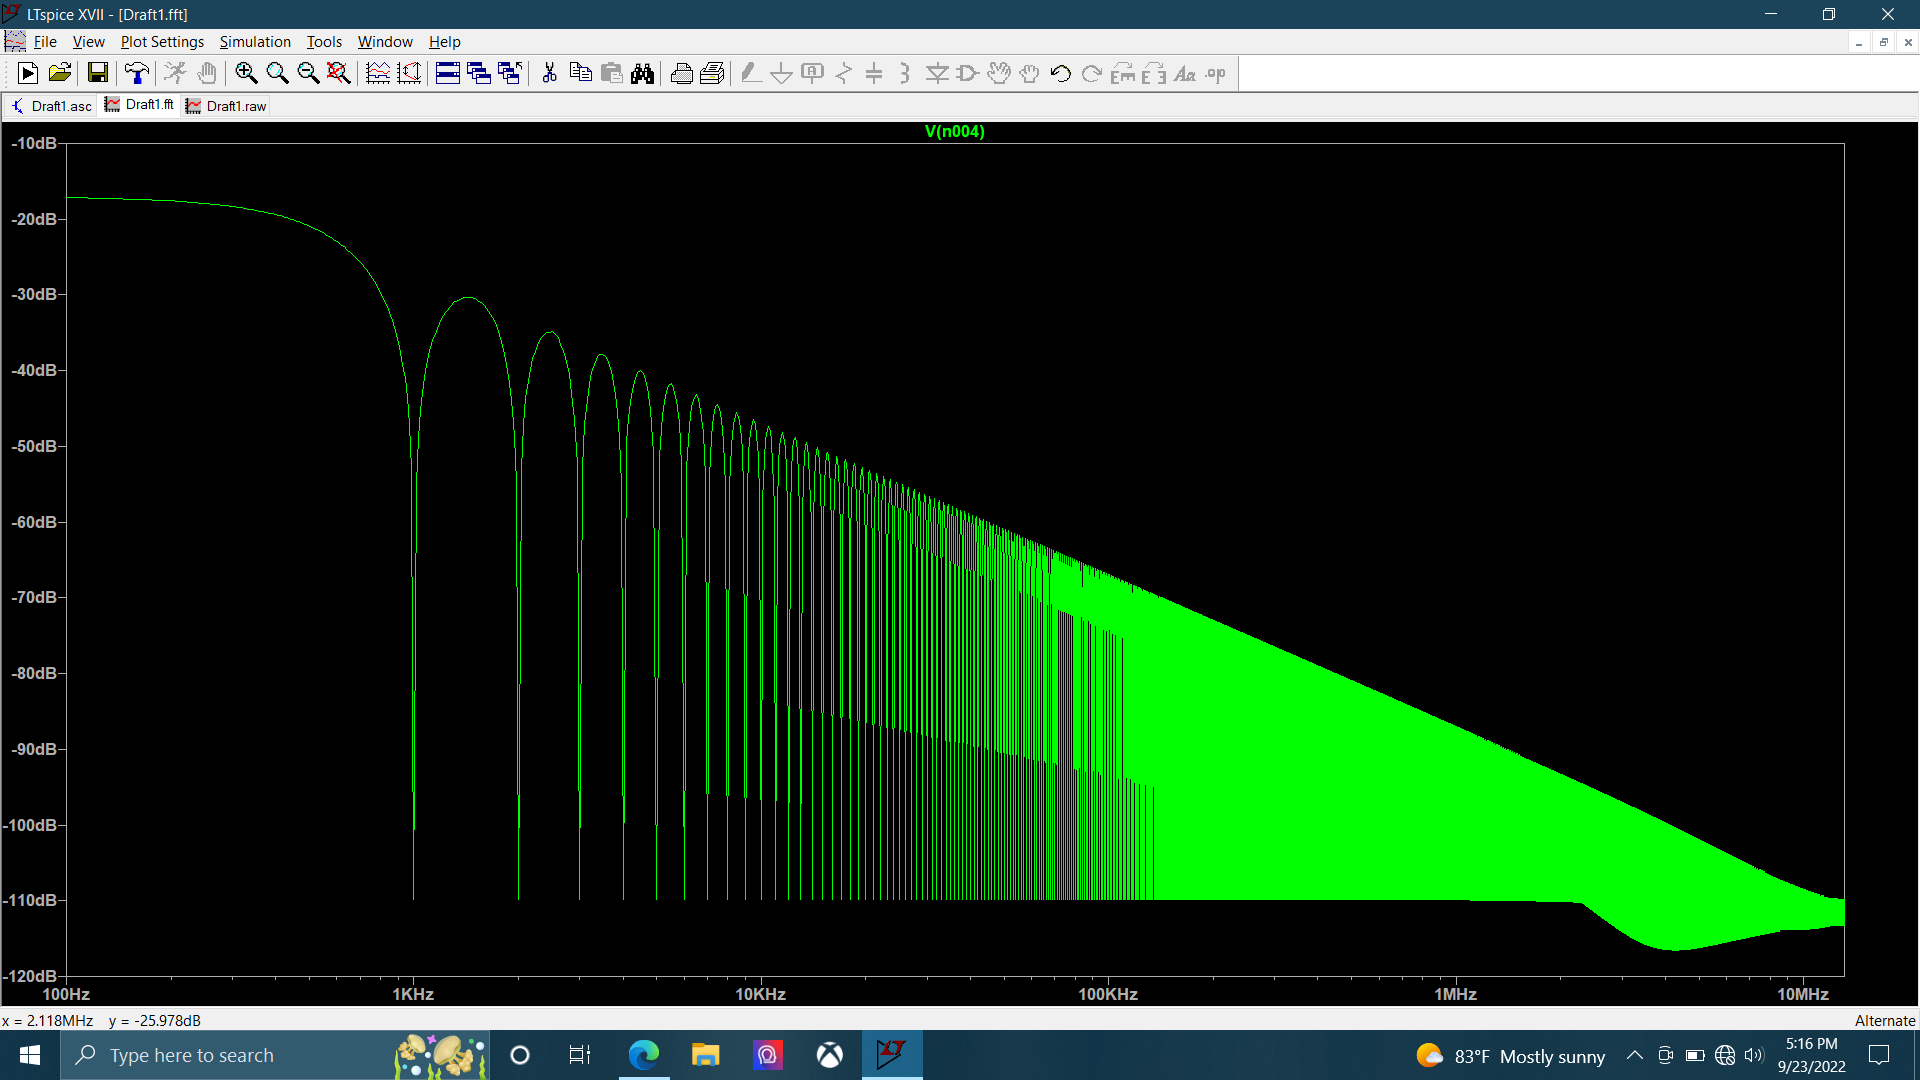 LTspice XVII - [Draft1.fft]
File View Plot Settings Simulation Tools Window Help
Draft1.asc Draft1.fft Draft1.raw
V(n004)
-10dB
-20dB
-30dB
-40dB
-50dB
-60dB
-70dB
-80dB
-90dB
-100dB
-110dB
-120dB
100Hz 1KHz 10KHz 100KHz 1MHz 10MHz
x = 2.118MHz y = -25.978dB Alternate
Type here to search 83°F Mostly sunny 5:16 PM
9/23/2022